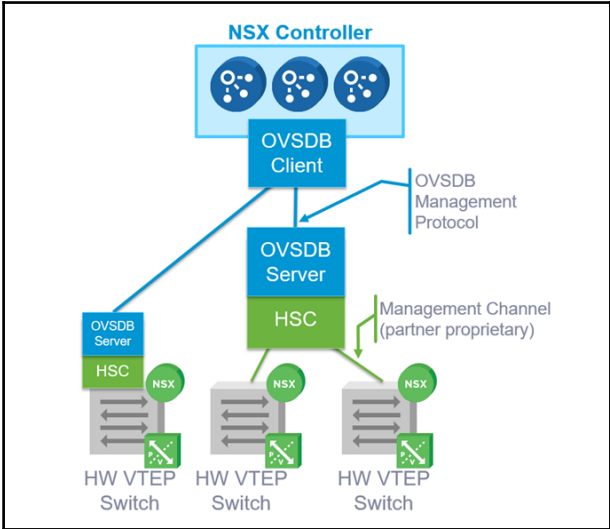 NSX Controller
OVSDB
Client
OVSDB
Management
Protocol
OVSDB
Server
HSC
Management Channel
(partner proprietary)
OVSDB
Server
HSC
NSX
NSX
NSX
P
V
P
V
P
V
HW VTEP
Switch
HW VTEP
Switch
HW VTEP
Switch